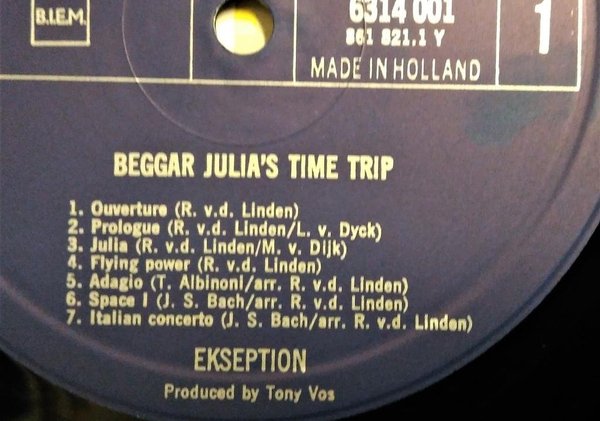 B.I.E.M.
6314 001
861 821.1 Y
MADE IN HOLLAND
1
BEGGAR JULIA'S TIME TRIP
1. Ouverture (R. v.d. Linden)
2. Prologue (R. v.d. Linden/L. v. Dyck)
3. Julia (R. v.d. Linden/M. v. Dijk)
4. Flying power (R. v.d. Linden)
5. Adagio (T. Albinoni/arr. R. v.d. Linden)
6. Space I (J. S. Bach/arr. R. v.d. Linden)
7. Italian concerto (J. S. Bach/arr. R. v.d. Linden)
EKSEPTION
Produced by Tony Vos